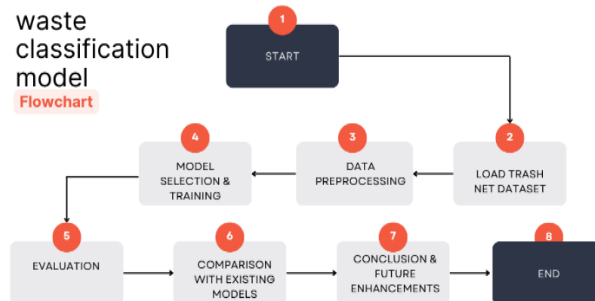 waste
classification
model
Flowchart
1
START
2
LOAD TRASH
NET DATASET
3
DATA
PREPROCESSING
4
MODEL
SELECTION &
TRAINING
5
EVALUATION
6
COMPARISON
WITH EXISTING
MODELS
7
CONCLUSION &
FUTURE
ENHANCEMENTS
8
END